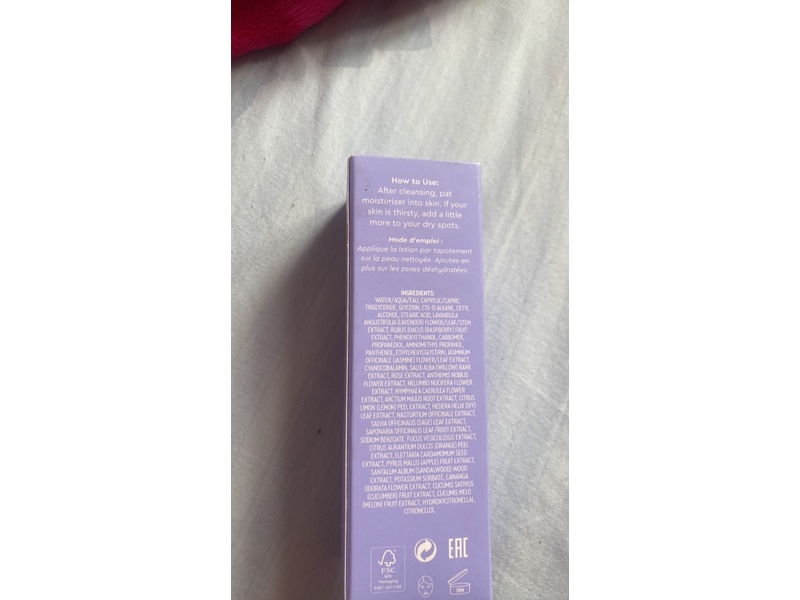 How to Use:
After cleansing, pat
moisturizer into skin. If your
skin is thirsty, add a little
more to your dry spots.
Mode d'emploi :
Applique la lotion par tapotement
sur la peau nettoyée. Ajoutes-en
plus sur les zones déshydratées.
INGREDIENTS:
WATER/AQUA/EAU, CAPRYLIC/CAPRIC
TRIGLYCERIDE, GLYCERIN, C13-15 ALKANE, CETYL
ALCOHOL, STEARIC ACID, LAVANDULA
ANGUSTIFOLIA (LAVENDER) FLOWER/LEAF/STEM
EXTRACT, RUBUS IDAEUS (RASPBERRY) FRUIT
EXTRACT, PHENOXYETHANOL, CARBOMER,
PROPANEDIOL, AMINOMETHYL PROPANOL,
PANTHENOL, ETHYLHEXYLGLYCERIN, JASMINUM
OFFICINALE (JASMINE) FLOWER/LEAF EXTRACT,
CYANOCOBALAMIN, SALIX ALBA (WILLOW) BARK
EXTRACT, ROSE EXTRACT, ANTHEMIS NOBILIS
FLOWER EXTRACT, NELUMBO NUCIFERA FLOWER
EXTRACT, NYMPHAEA CAERULEA FLOWER
EXTRACT, ARCTIUM MAJUS ROOT EXTRACT, CITRUS
LIMON (LEMON) PEEL EXTRACT, HEDERA HELIX (IVY)
LEAF EXTRACT, NASTURTIUM OFFICINALE EXTRACT,
SALVIA OFFICINALIS (SAGE) LEAF EXTRACT,
SAPONARIA OFFICINALIS LEAF/ROOT EXTRACT,
SODIUM BENZOATE, FUCUS VESICULOSUS EXTRACT,
CITRUS AURANTIUM DULCIS (ORANGE) PEEL
EXTRACT, ELETTARIA CARDAMOMUM SEED
EXTRACT, PYRUS MALUS (APPLE) FRUIT EXTRACT,
SANTALUM ALBUM (SANDALWOOD) WOOD
EXTRACT, POTASSIUM SORBATE, CANANGA
ODORATA FLOWER EXTRACT, CUCUMIS SATIVUS
(CUCUMBER) FRUIT EXTRACT, CUCUMIS MELO
(MELON) FRUIT EXTRACT, HYDROXYCITRONELLAL,
CITRONELLOL.
EAC
FSC
MIX
Packaging